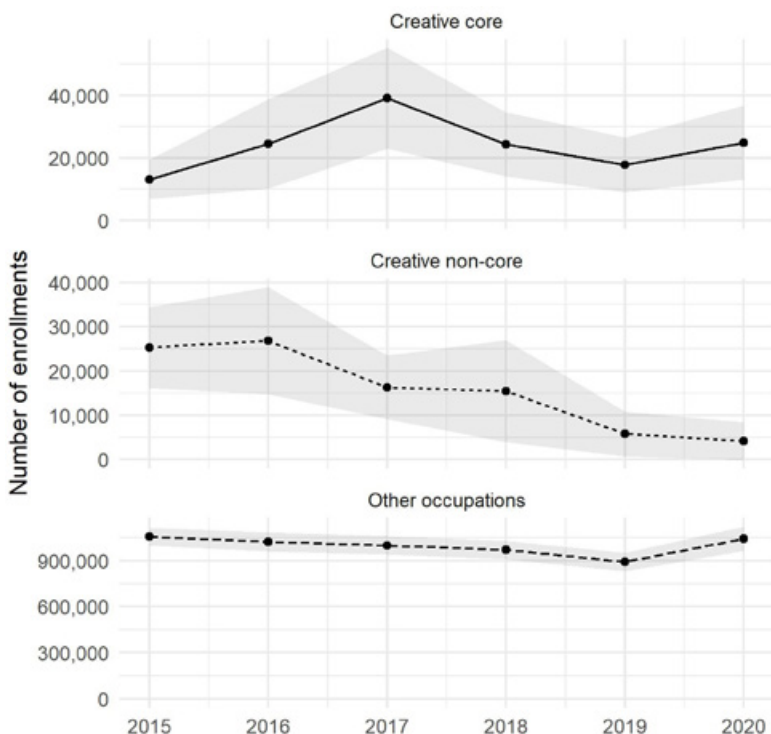 Creative core
40,000
20,000
0
Creative non-core
40,000
30,000
20,000
10,000
0
Number of enrollments
Other occupations
900,000
600,000
300,000
0
2015 2016 2017 2018 2019 2020